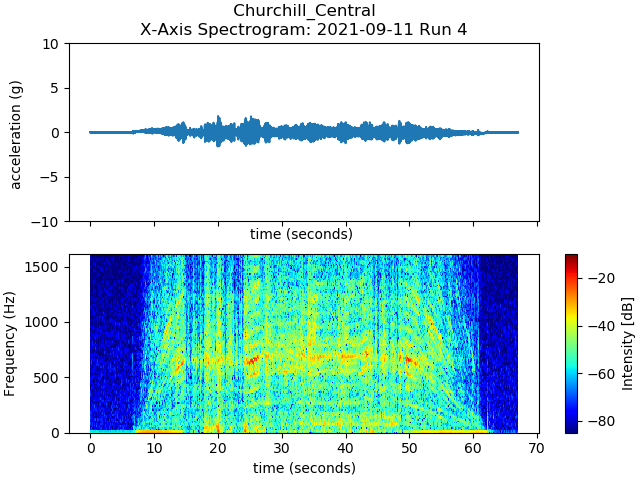 Churchill_Central
X-Axis Spectrogram: 2021-09-11 Run 4
10
5
0
−5
−10
acceleration (g)
time (seconds)
1500
1000
500
0
Frequency (Hz)
0 10 20 30 40 50 60 70
time (seconds)
−20
−40
−60
−80
Intensity [dB]